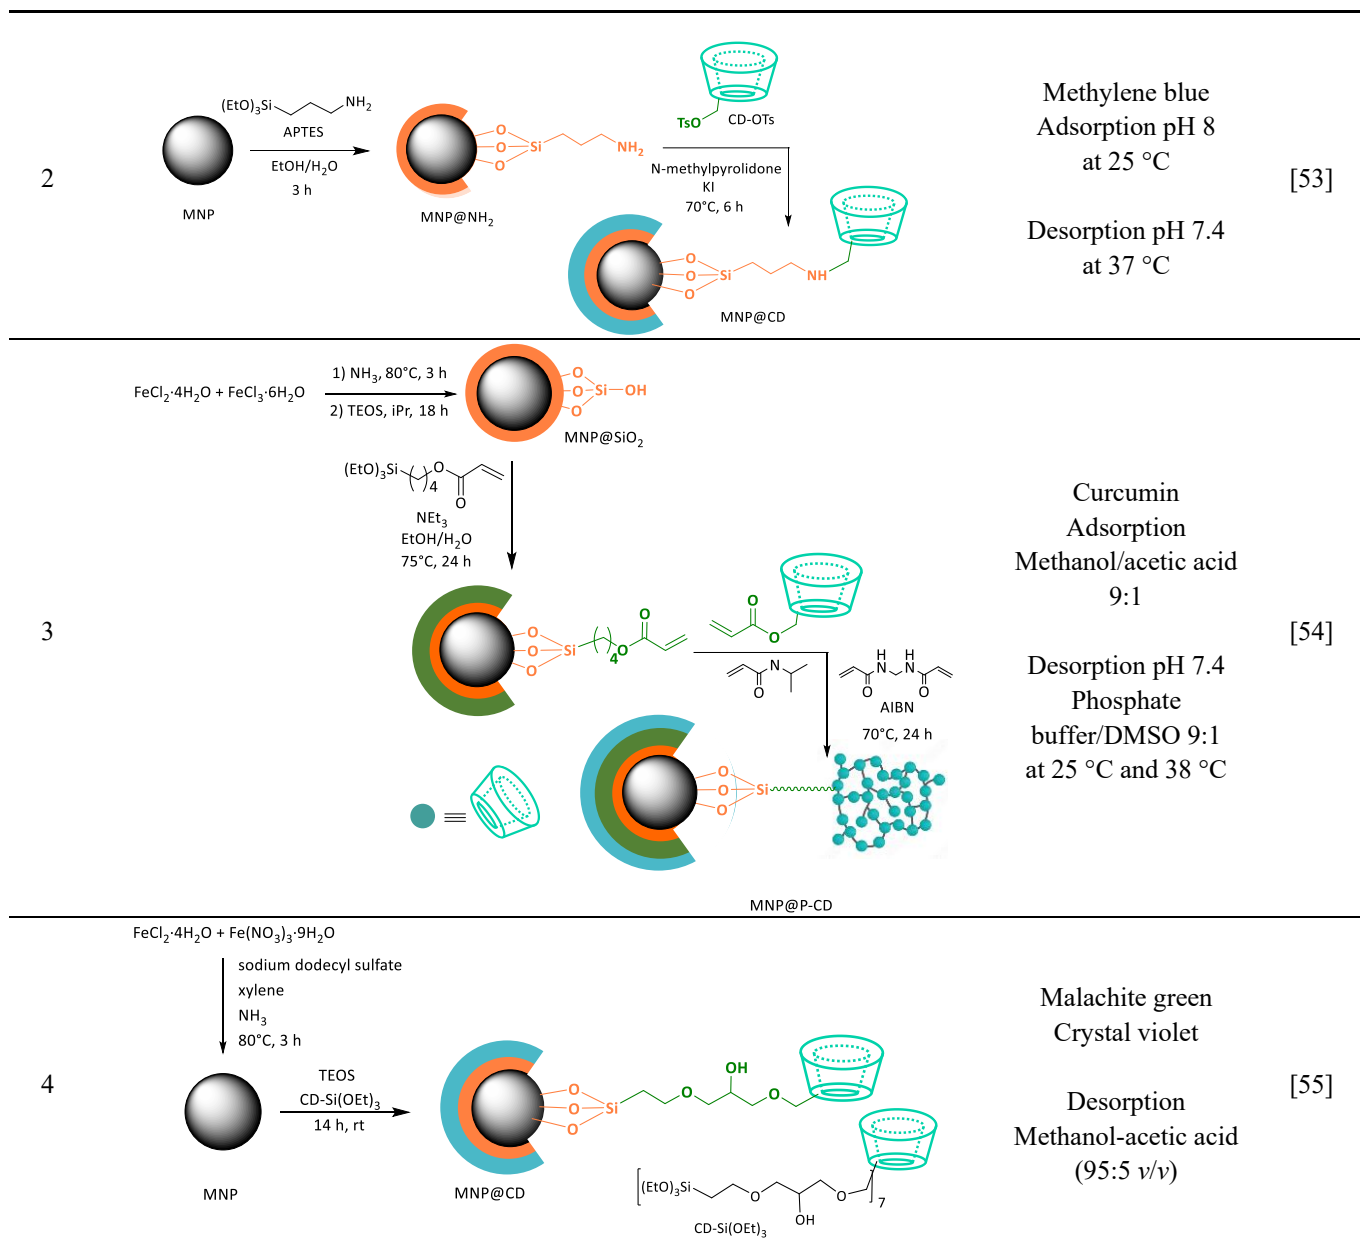 2
(EtO)3Si
NH2
APTES
EtOH/H2O
3 h
MNP
O
O
O
Si
NH2
MNP@NH2
TsO
CD-OTs
N-methylpyrolidone
KI
70°C, 6 h
O
O
O
Si
NH
MNP@CD
Methylene blue
Adsorption pH 8
at 25 °C
Desorption pH 7.4
at 37 °C
[53]
3
FeCl2·4H2O + FeCl3·6H2O
1) NH3, 80°C, 3 h
2) TEOS, iPr, 18 h
O
O
O
Si
OH
MNP@SiO2
(EtO)3Si
4
O
O
NEt3
EtOH/H2O
75°C, 24 h
O
O
O
Si
4
O
O
O
O
N
O
H
N
H
N
O
O
AIBN
70°C, 24 h
O
O
O
Si
MNP@P-CD
Curcumin
Adsorption
Methanol/acetic acid
9:1
Desorption pH 7.4
Phosphate
buffer/DMSO 9:1
at 25 °C and 38 °C
[54]
4
FeCl2·4H2O + Fe(NO3)3·9H2O
sodium dodecyl sulfate
xylene
NH3
80°C, 3 h
MNP
TEOS
CD-Si(OEt)3
14 h, rt
O
O
O
Si
O
OH
O
MNP@CD
(EtO)3Si
O
OH
O
7
CD-Si(OEt)3
Malachite green
Crystal violet
Desorption
Methanol-acetic acid
(95:5 v/v)
[55]